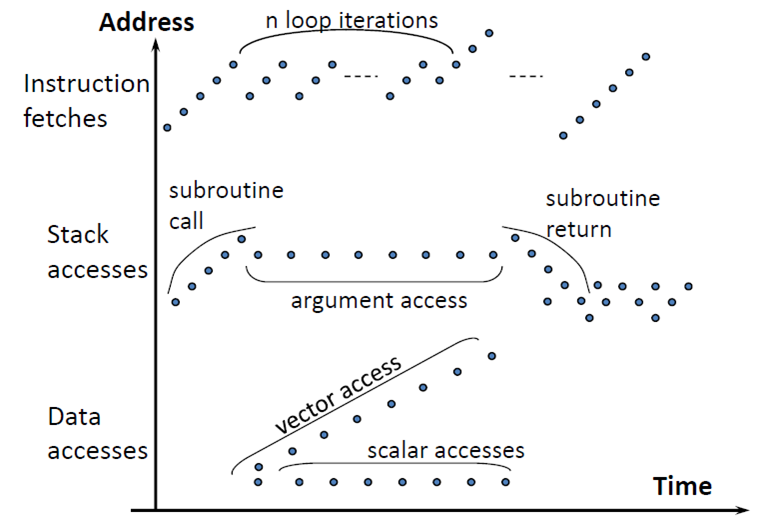 Address
n loop iterations
Instruction
fetches
subroutine
call
subroutine
return
Stack
accesses
argument access
vector access
scalar accesses
Data
accesses
Time